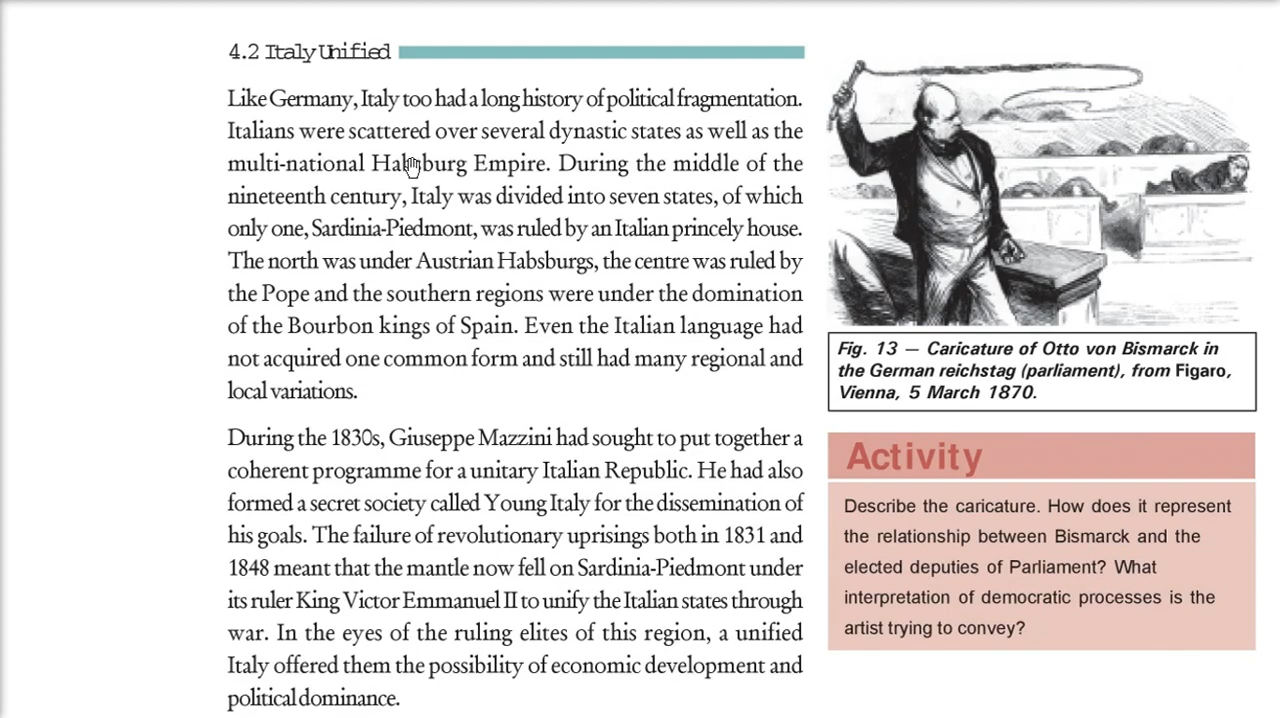 4.2 Italy Unified
Like Germany, Italy too had a long history of political fragmentation.
Italians were scattered over several dynastic states as well as the
multi-national Habsburg Empire. During the middle of the
nineteenth century, Italy was divided into seven states, of which
only one, Sardinia-Piedmont, was ruled by an Italian princely house.
The north was under Austrian Habsburgs, the centre was ruled by
the Pope and the southern regions were under the domination
of the Bourbon kings of Spain. Even the Italian language had
not acquired one common form and still had many regional and
local variations.
During the 1830s, Giuseppe Mazzini had sought to put together a
coherent programme for a unitary Italian Republic. He had also
formed a secret society called Young Italy for the dissemination of
his goals. The failure of revolutionary uprisings both in 1831 and
1848 meant that the mantle now fell on Sardinia-Piedmont under
its ruler King Victor Emmanuel II to unify the Italian states through
war. In the eyes of the ruling elites of this region, a unified
Italy offered them the possibility of economic development and
political dominance.
Fig. 13 — Caricature of Otto von Bismarck in
the German reichstag (parliament), from Figaro,
Vienna, 5 March 1870.
Activity
Describe the caricature. How does it represent
the relationship between Bismarck and the
elected deputies of Parliament? What
interpretation of democratic processes is the
artist trying to convey?